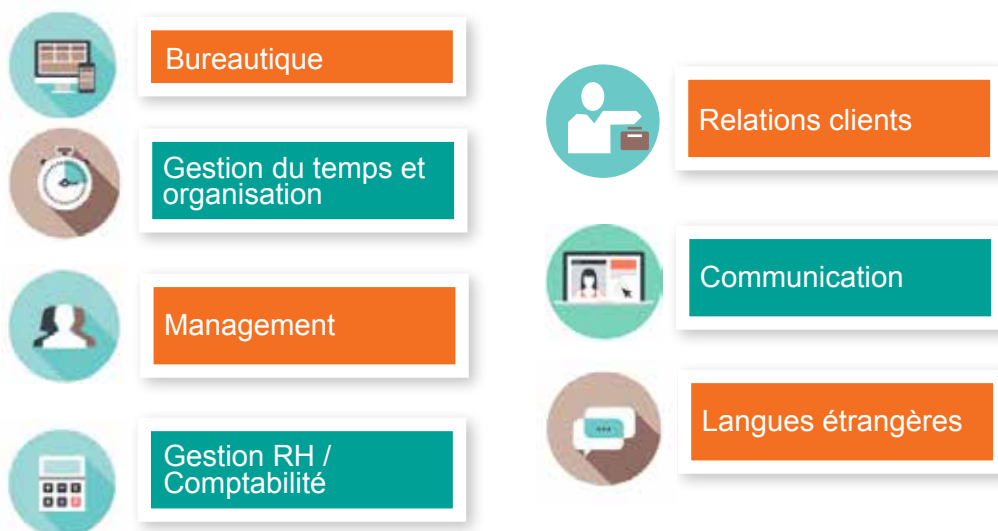 Bureautique
Gestion du temps et
organisation
Management
Gestion RH /
Comptabilité
Relations clients
Communication
Langues étrangères